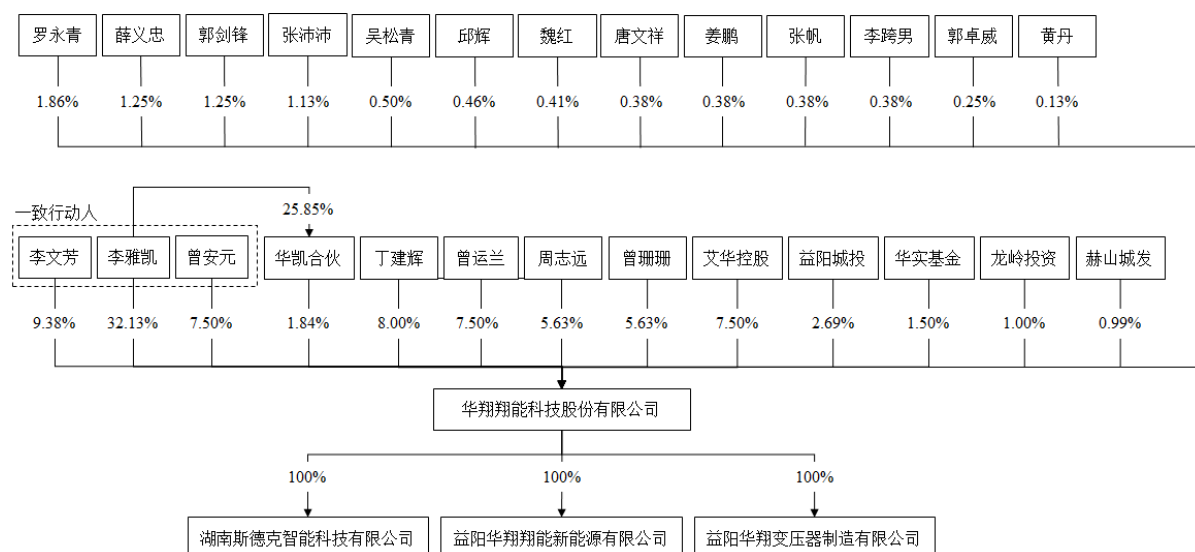 罗永青 薛义忠 郭剑锋 张沛沛 吴松青 邱辉 魏红 唐文祥 姜鹏 张帆 李跨男 郭卓威 黄丹
1.86% 1.25% 1.25% 1.13% 0.50% 0.46% 0.41% 0.38% 0.38% 0.38% 0.38% 0.25% 0.13%
一致行动人 25.85%
李文芳 李雅凯 曾安元 华凯合伙 丁建辉 曾运兰 周志远 曾珊珊 艾华控股 益阳城投 华实基金 龙岭投资 赫山城发
9.38% 32.13% 7.50% 1.84% 8.00% 7.50% 5.63% 5.63% 7.50% 2.69% 1.50% 1.00% 0.99%
华翔翔能科技股份有限公司
100% 100% 100%
湖南斯德克智能科技有限公司 益阳华翔翔能新能源有限公司 益阳华翔变压器制造有限公司